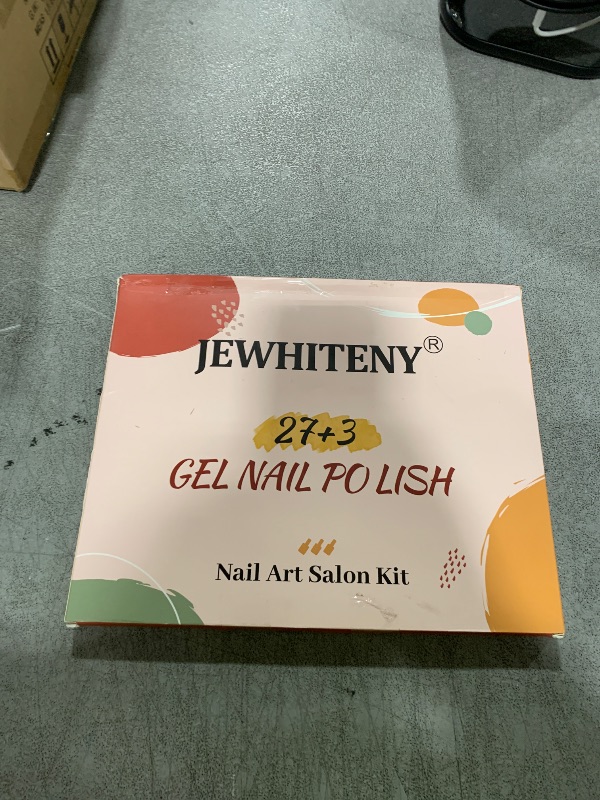 JEWHITENY®
27+3
GEL NAIL PO LISH
Nail Art Salon Kit